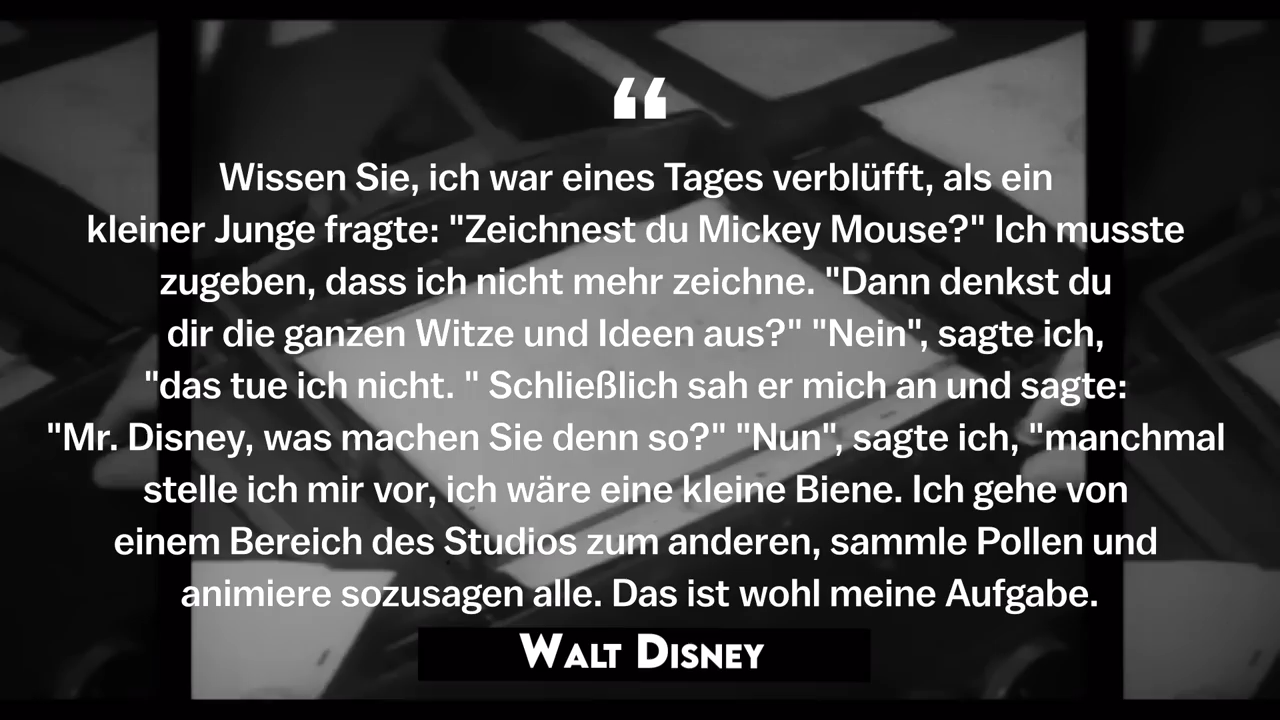 “
Wissen Sie, ich war eines Tages verblüfft, als ein
kleiner Junge fragte: "Zeichnest du Mickey Mouse?" Ich musste
zugeben, dass ich nicht mehr zeichne. "Dann denkst du
dir die ganzen Witze und Ideen aus?" "Nein", sagte ich,
"das tue ich nicht. " Schließlich sah er mich an und sagte:
"Mr. Disney, was machen Sie denn so?" "Nun", sagte ich, "manchmal
stelle ich mir vor, ich wäre eine kleine Biene. Ich gehe von
einem Bereich des Studios zum anderen, sammle Pollen und
animiere sozusagen alle. Das ist wohl meine Aufgabe.
Walt Disney